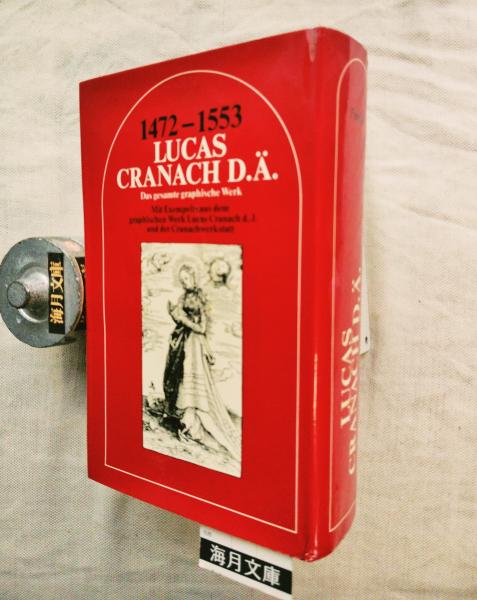 1472–1553
LUCAS
CRANACH D.Ä.
Das gesamte graphische Werk
Mit Exempeln aus dem
graphischen Werk Lucas Cranach d. J.
und der Cranachwerkstatt
LUCAS
CRANACH D.Ä.
海月文庫
海月文庫